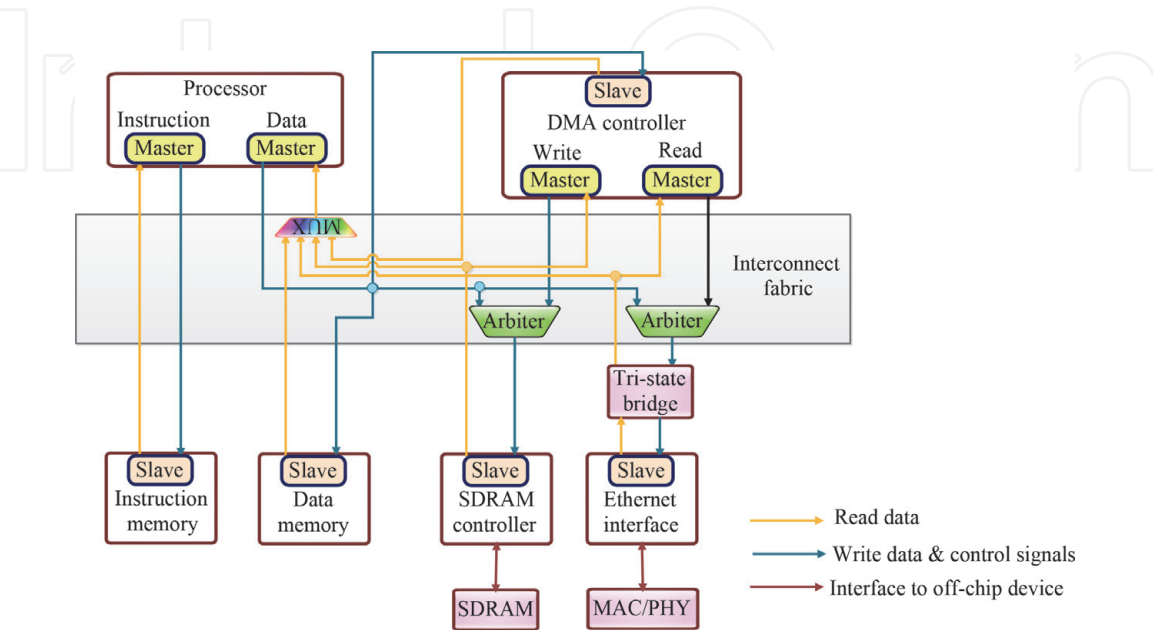 Processor
Instruction
Data
Master
Master
Slave
DMA controller
Write
Read
Master
Master
MUX
Interconnect
fabric
Arbiter
Arbiter
Tri-state
bridge
Slave
Instruction
memory
Slave
Data
memory
Slave
SDRAM
controller
Slave
Ethernet
interface
SDRAM
MAC/PHY
Read data
Write data & control signals
Interface to off-chip device